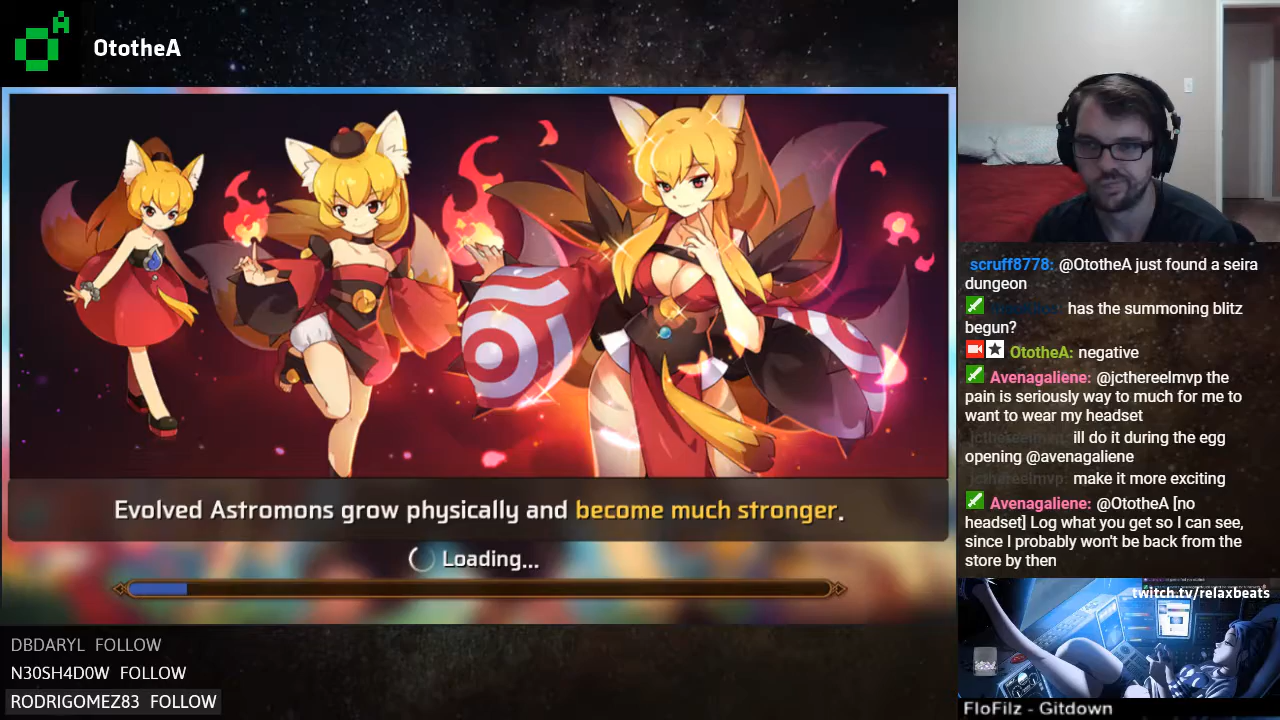 OtotheA
Evolved Astromons grow physically and become much stronger.
Loading...
DBDARYL FOLLOW
N30SH4D0W FOLLOW
RODRIGOMEZ83 FOLLOW
scruff8778: @OtotheA just found a seira
dungeon
has the summoning blitz
begun?
OtotheA: negative
Avenagaliene: @jcthereelmvp the
pain is seriously way to much for me to
want to wear my headset
jcthereelmvp: ill do it during the egg
opening @avenagaliene
jcthereelmvp: make it more exciting
Avenagaliene: @OtotheA [no
headset] Log what you get so I can see,
since I probably won't be back from the
store by then
twitch.tv/relaxbeats
FloFilz - Gitdown